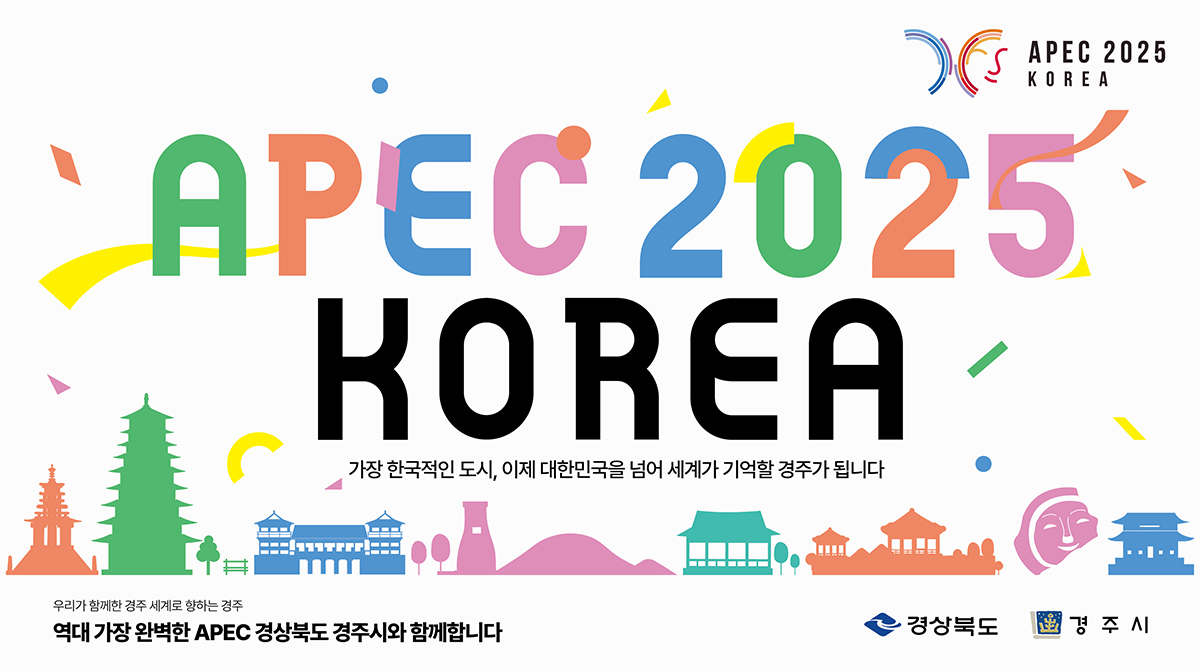 APEC 2025
KOREA
APEC 2025
KOREA
가장 한국적인 도시, 이제 대한민국을 넘어 세계가 기억할 경주가 됩니다
우리가 함께한 경주 세계로 향하는 경주
역대 가장 완벽한 APEC 경상북도 경주시와 함께합니다
경상북도
경주시